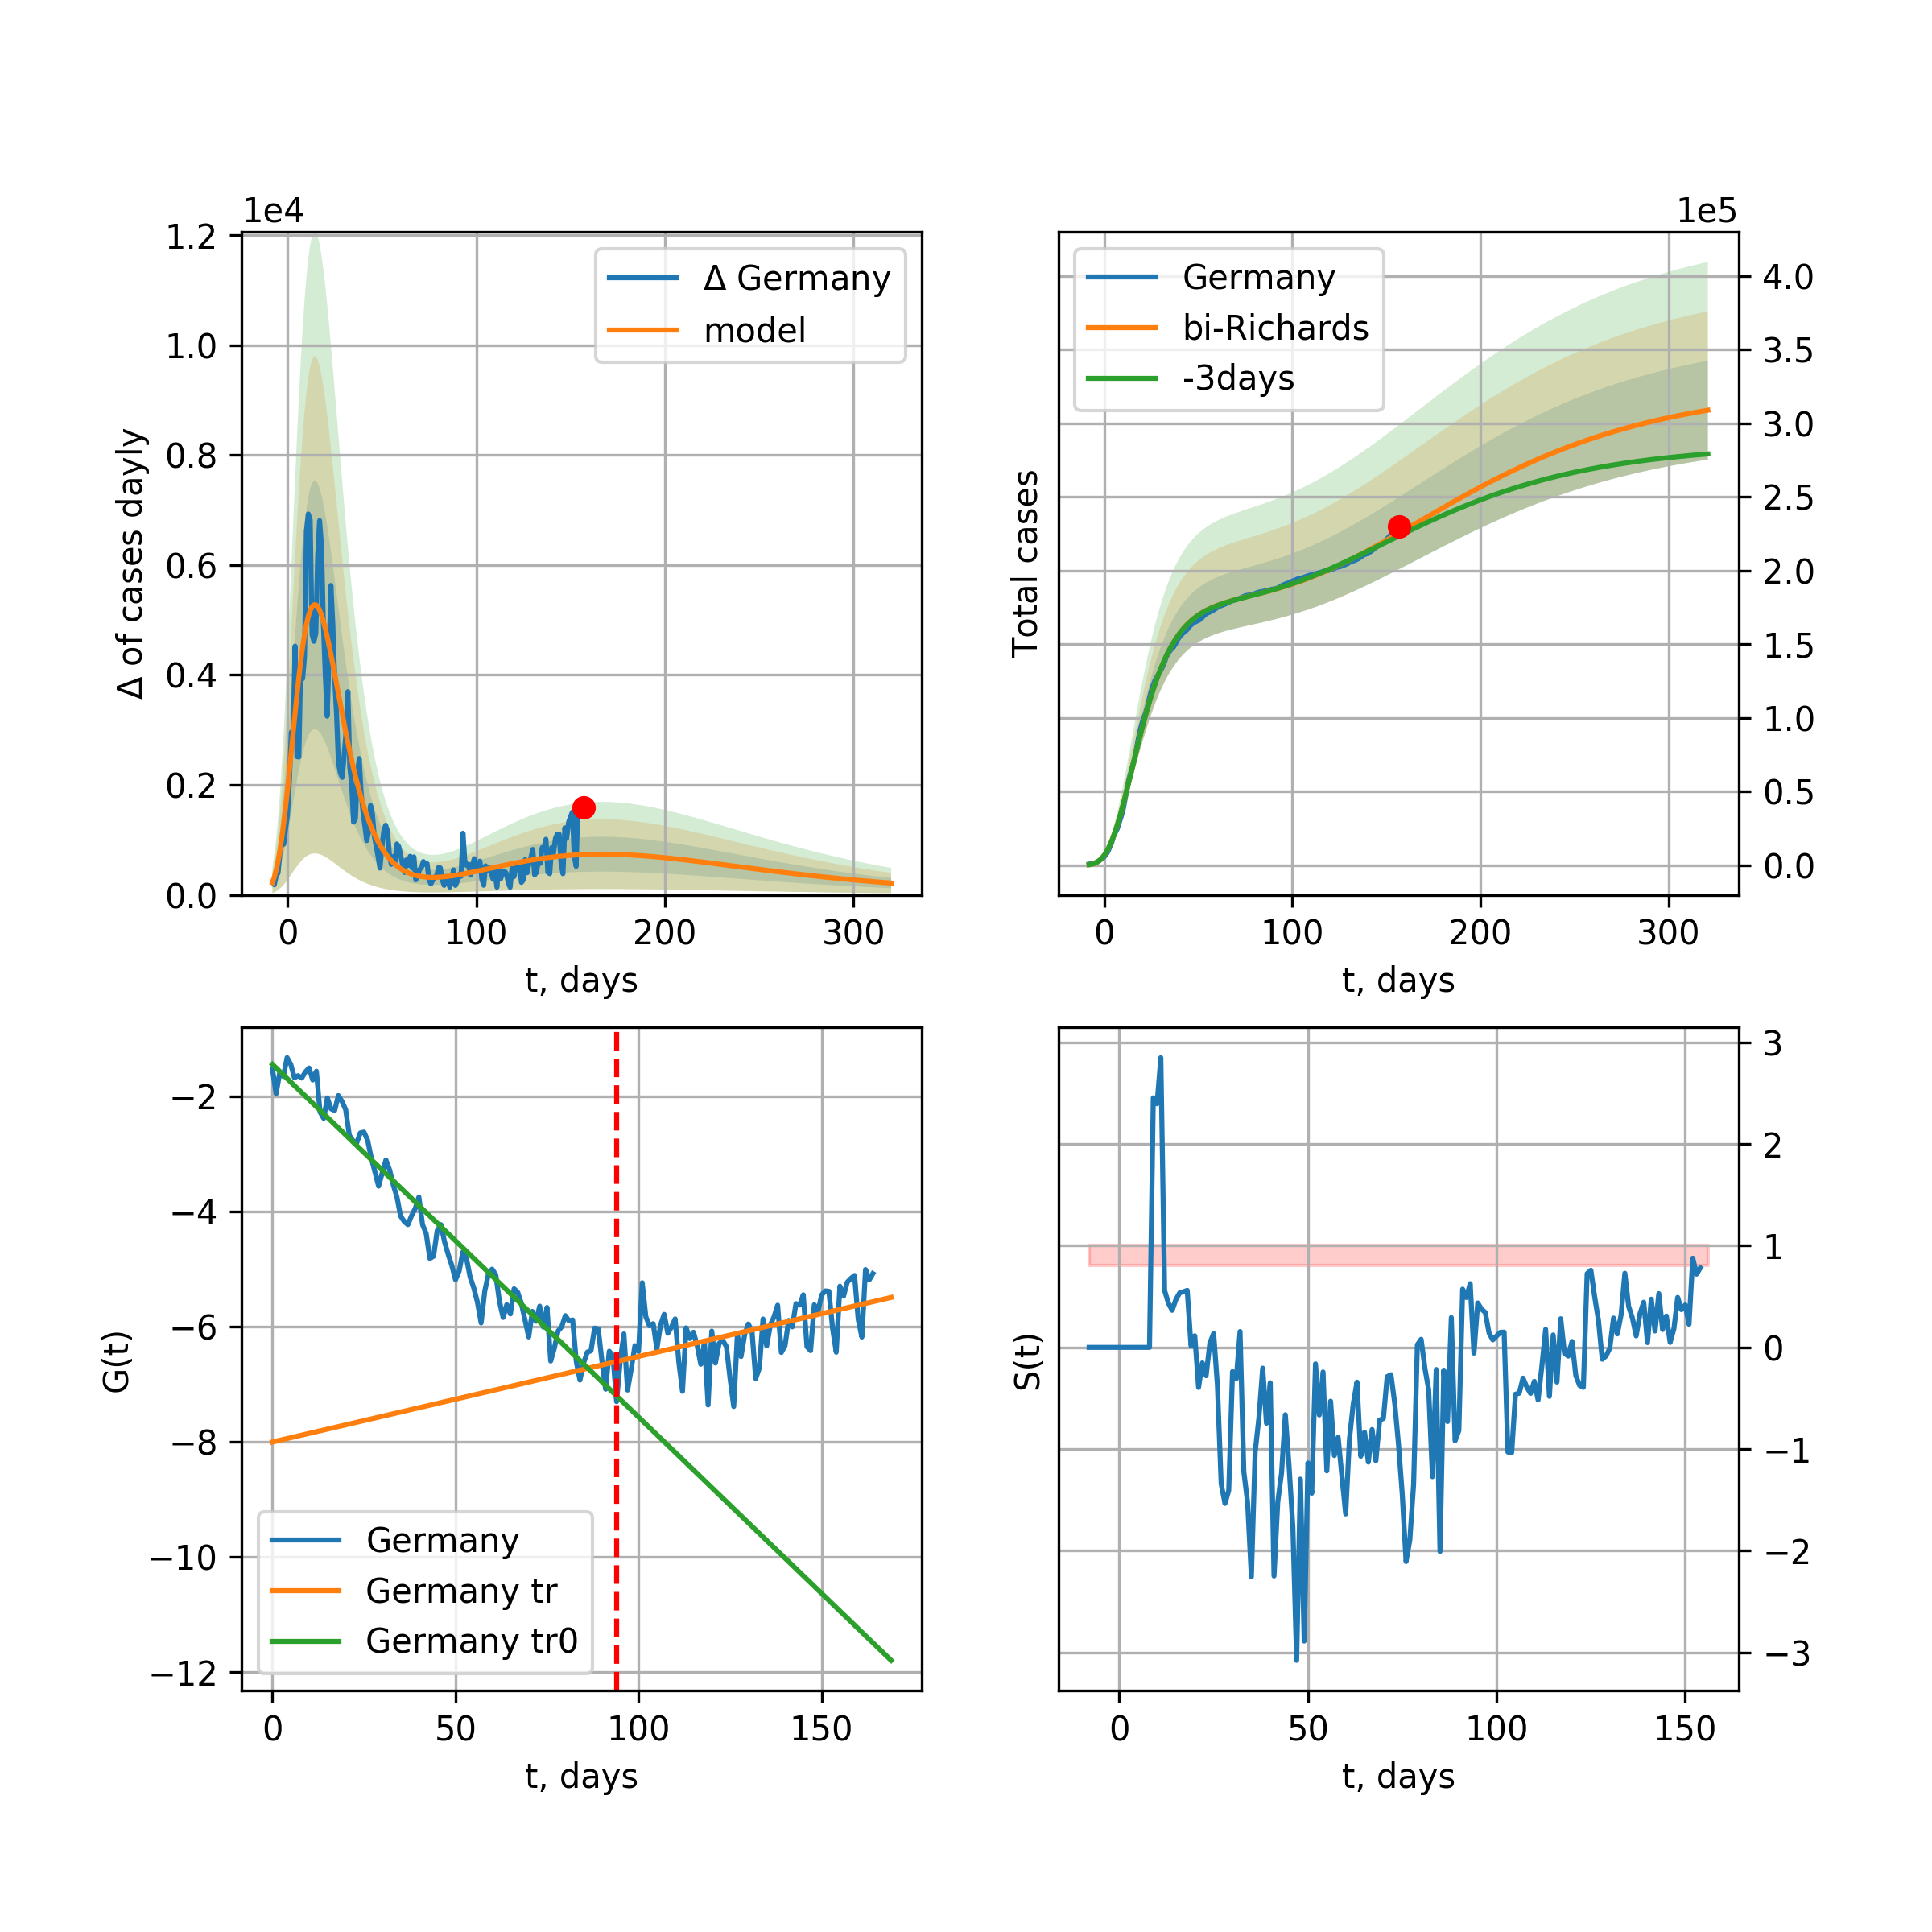 1e4
1.2
1.0
0.8
0.6
0.4
0.2
0.0
Δ of cases dayly
Δ Germany
model
0 100 200 300
t, days
1e5
Germany
bi-Richards
-3days
Total cases
4.0
3.5
3.0
2.5
2.0
1.5
1.0
0.5
0.0
0 100 200 300
t, days
−2
−4
−6
−8
−10
−12
G(t)
Germany
Germany tr
Germany tr0
0 50 100 150
t, days
S(t)
3
2
1
0
−1
−2
−3
0 50 100 150
t, days